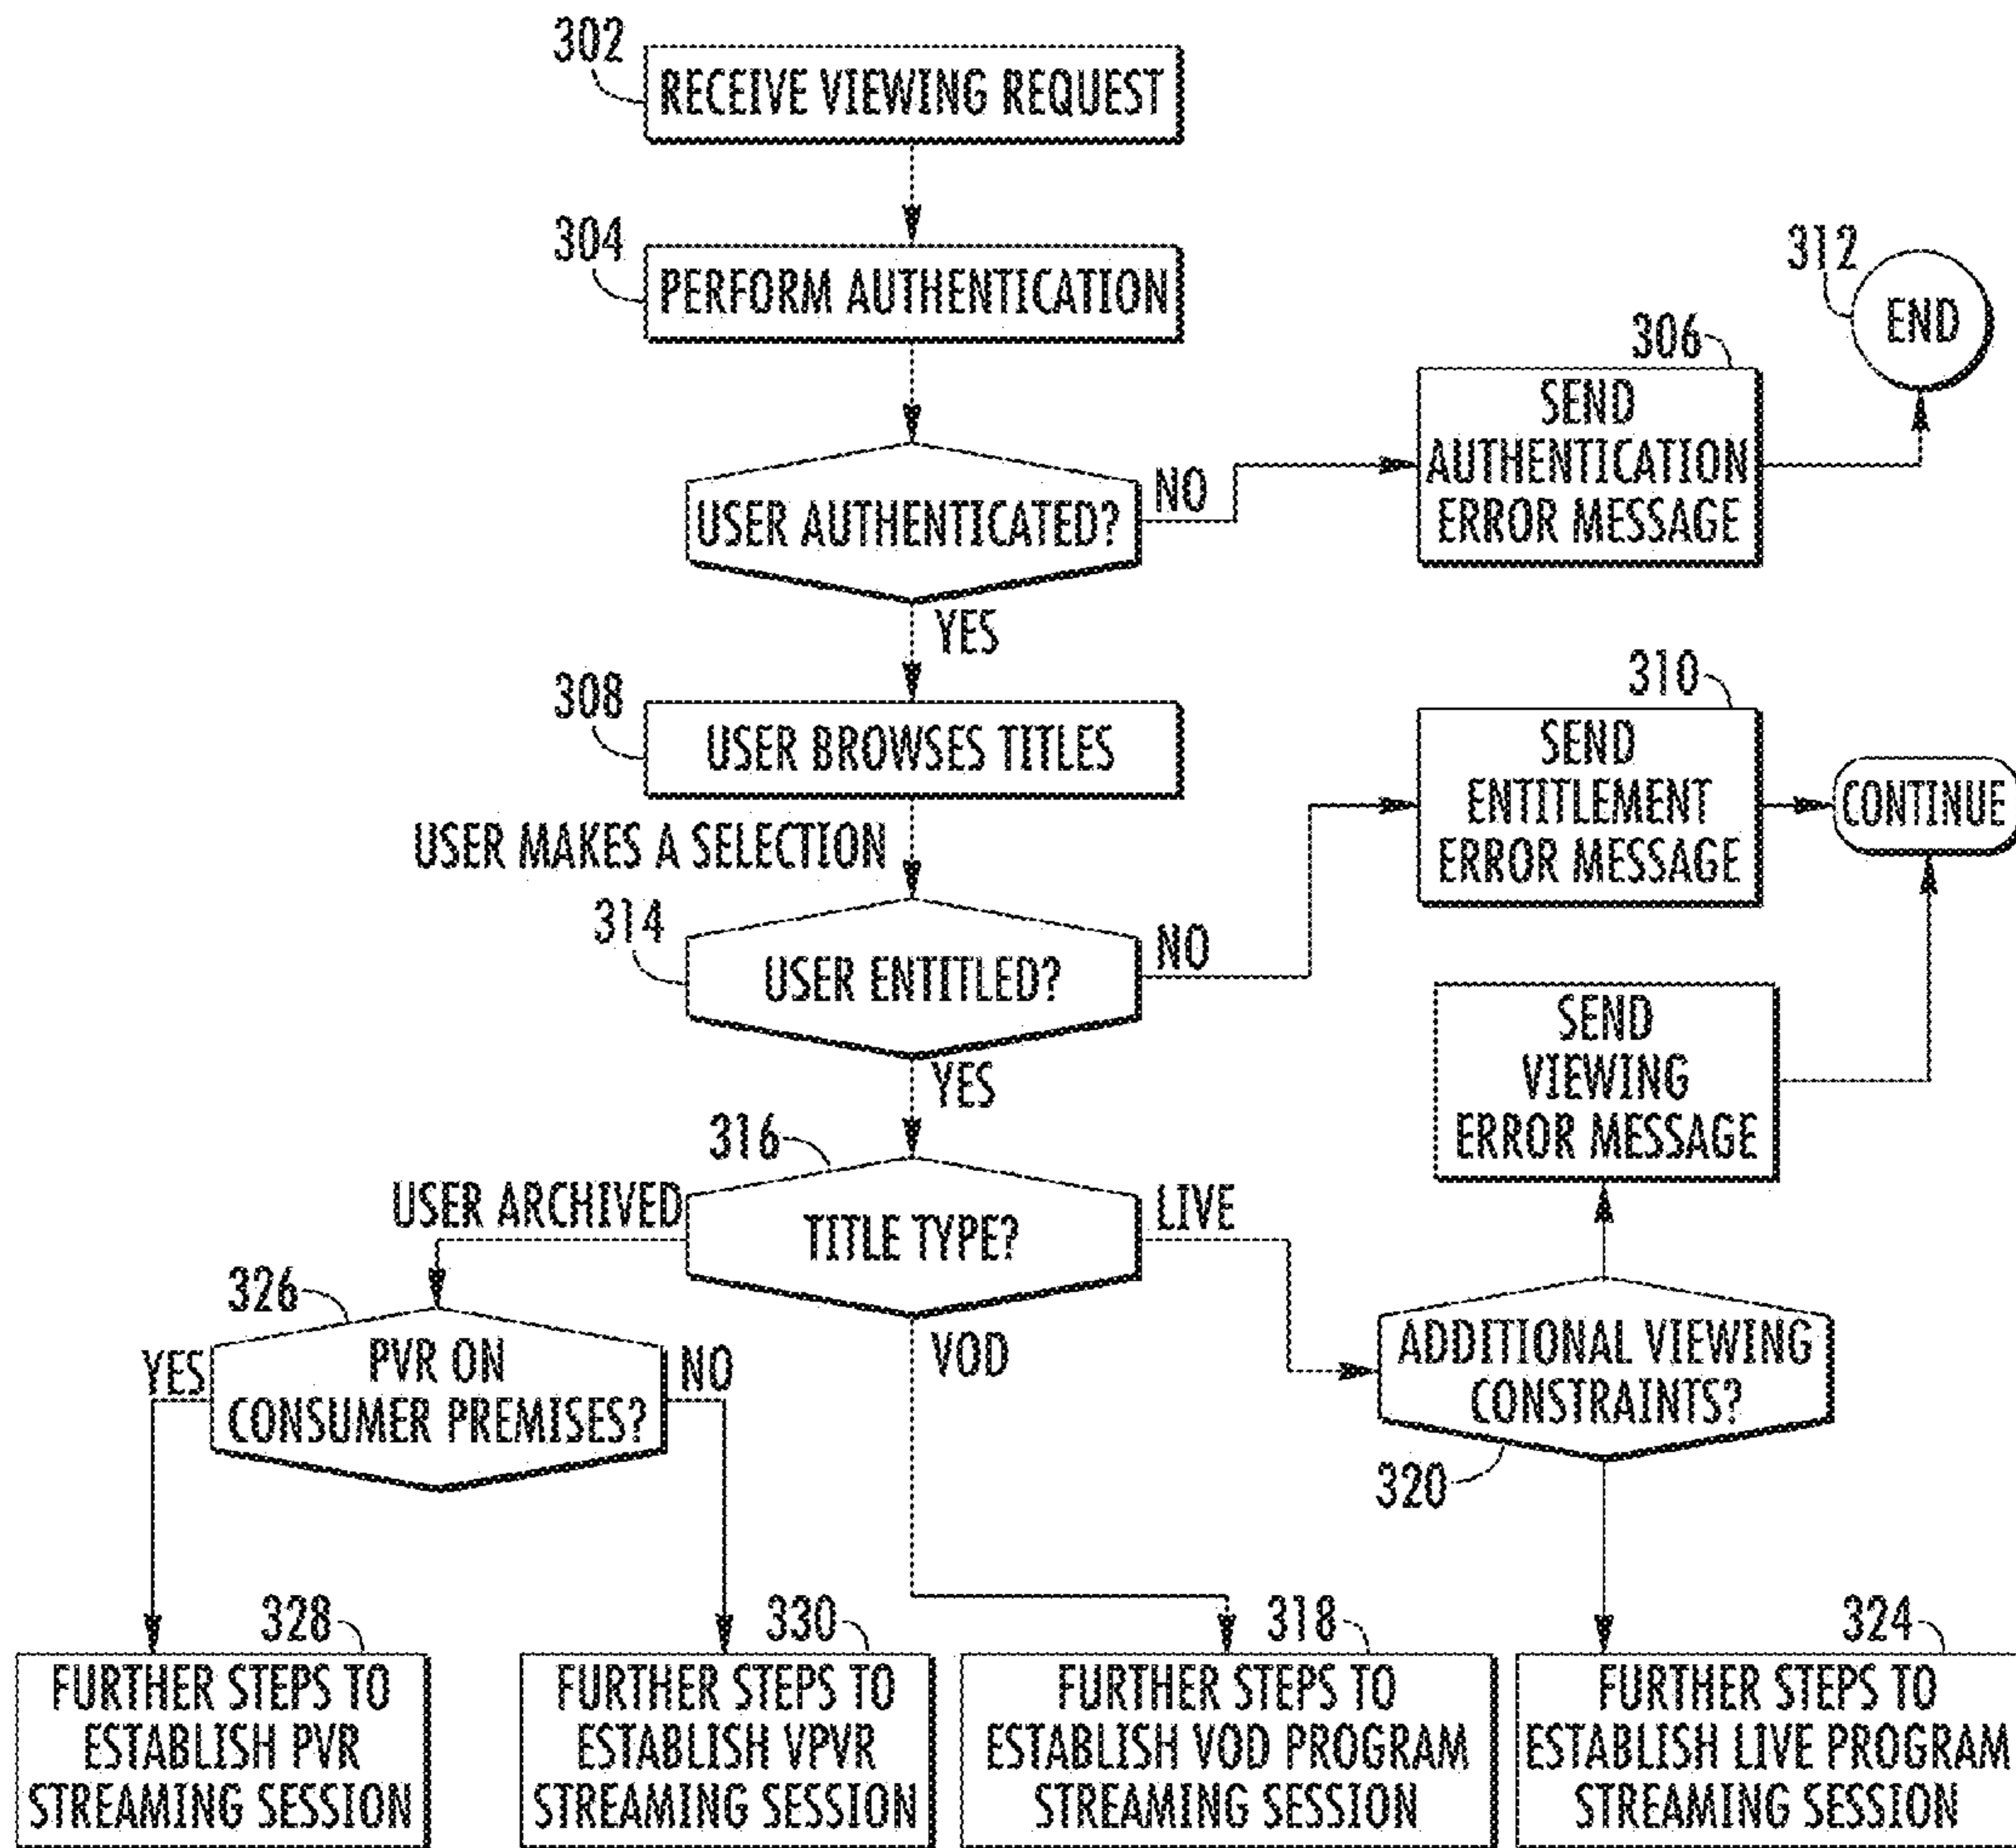 302
RECEIVE VIEWING REQUEST
304
PERFORM AUTHENTICATION
312
END
306
SEND
AUTHENTICATION
ERROR MESSAGE
USER AUTHENTICATED?
NO
YES
308
USER BROWSES TITLES
310
SEND
ENTITLEMENT
ERROR MESSAGE
CONTINUE
USER MAKES A SELECTION
314
USER ENTITLED?
NO
YES
SEND
VIEWING
ERROR MESSAGE
316
USER ARCHIVED
TITLE TYPE?
LIVE
VOD
326
YES
PVR ON
CONSUMER PREMISES?
NO
ADDITIONAL VIEWING
CONSTRAINTS?
320
328
FURTHER STEPS TO
ESTABLISH PVR
STREAMING SESSION
330
FURTHER STEPS TO
ESTABLISH VPVR
STREAMING SESSION
318
FURTHER STEPS TO
ESTABLISH VOD PROGRAM
STREAMING SESSION
324
FURTHER STEPS TO
ESTABLISH LIVE PROGRAM
STREAMING SESSION